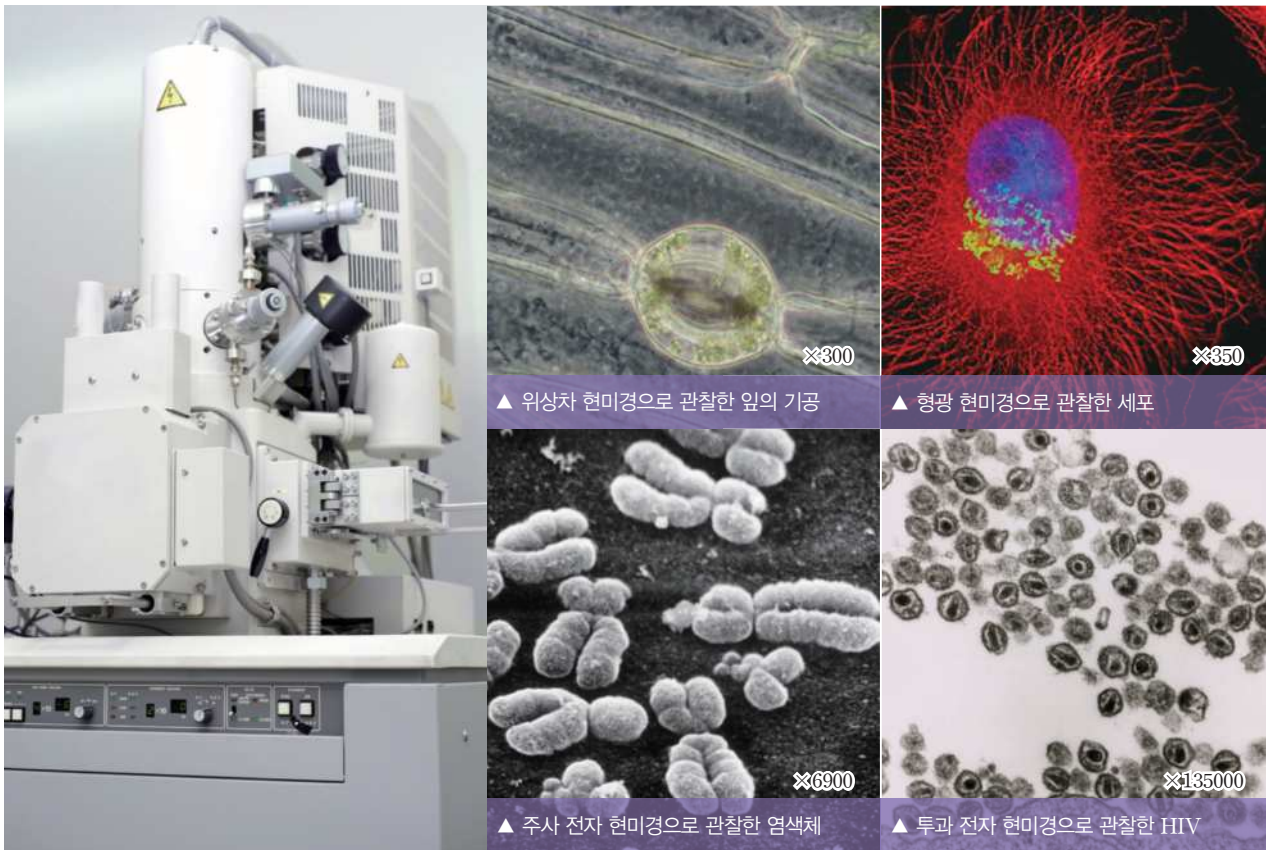 ×300
▲ 위상차 현미경으로 관찰한 잎의 기공
×350
▲ 형광 현미경으로 관찰한 세포
×6900
▲ 주사 전자 현미경으로 관찰한 염색체
×135000
▲ 투과 전자 현미경으로 관찰한 HIV